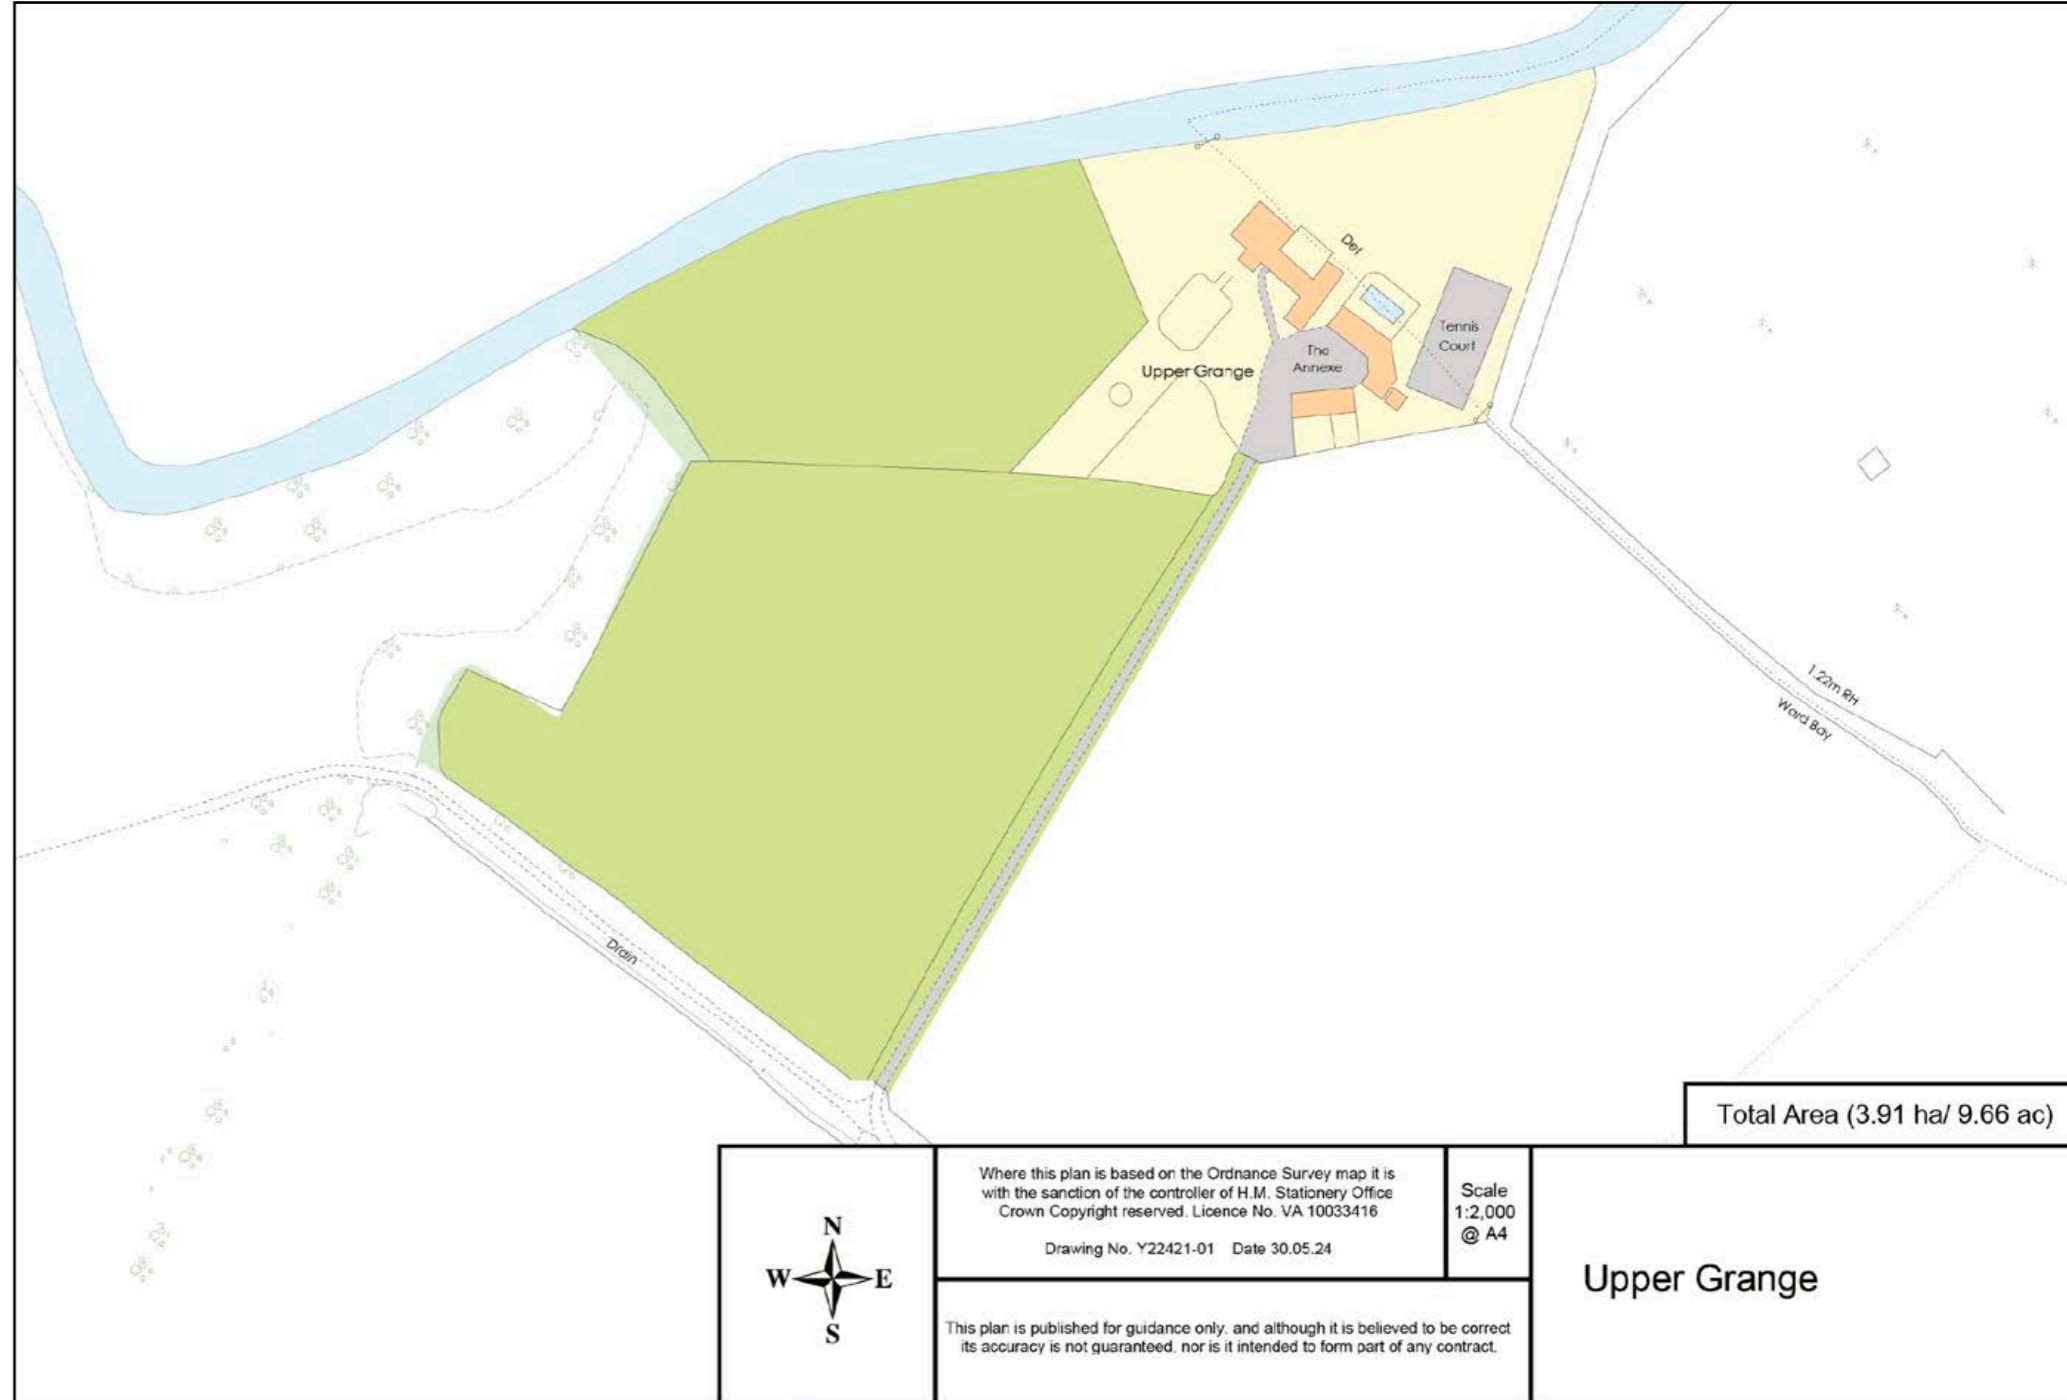 Def
Tennis
Court
The
Annexe
Upper Grange
1.22m RH
Ward Bdy
Drain
Total Area (3.91 ha/ 9.66 ac)
Where this plan is based on the Ordnance Survey map it is
with the sanction of the controller of H.M. Stationery Office
Crown Copyright reserved. Licence No. VA 10033416
Drawing No. Y22421-01 Date 30.05.24
Scale
1:2,000
@ A4
N
W E
S
Upper Grange
This plan is published for guidance only. and although it is believed to be correct
its accuracy is not guaranteed, nor is it intended to form part of any contract.